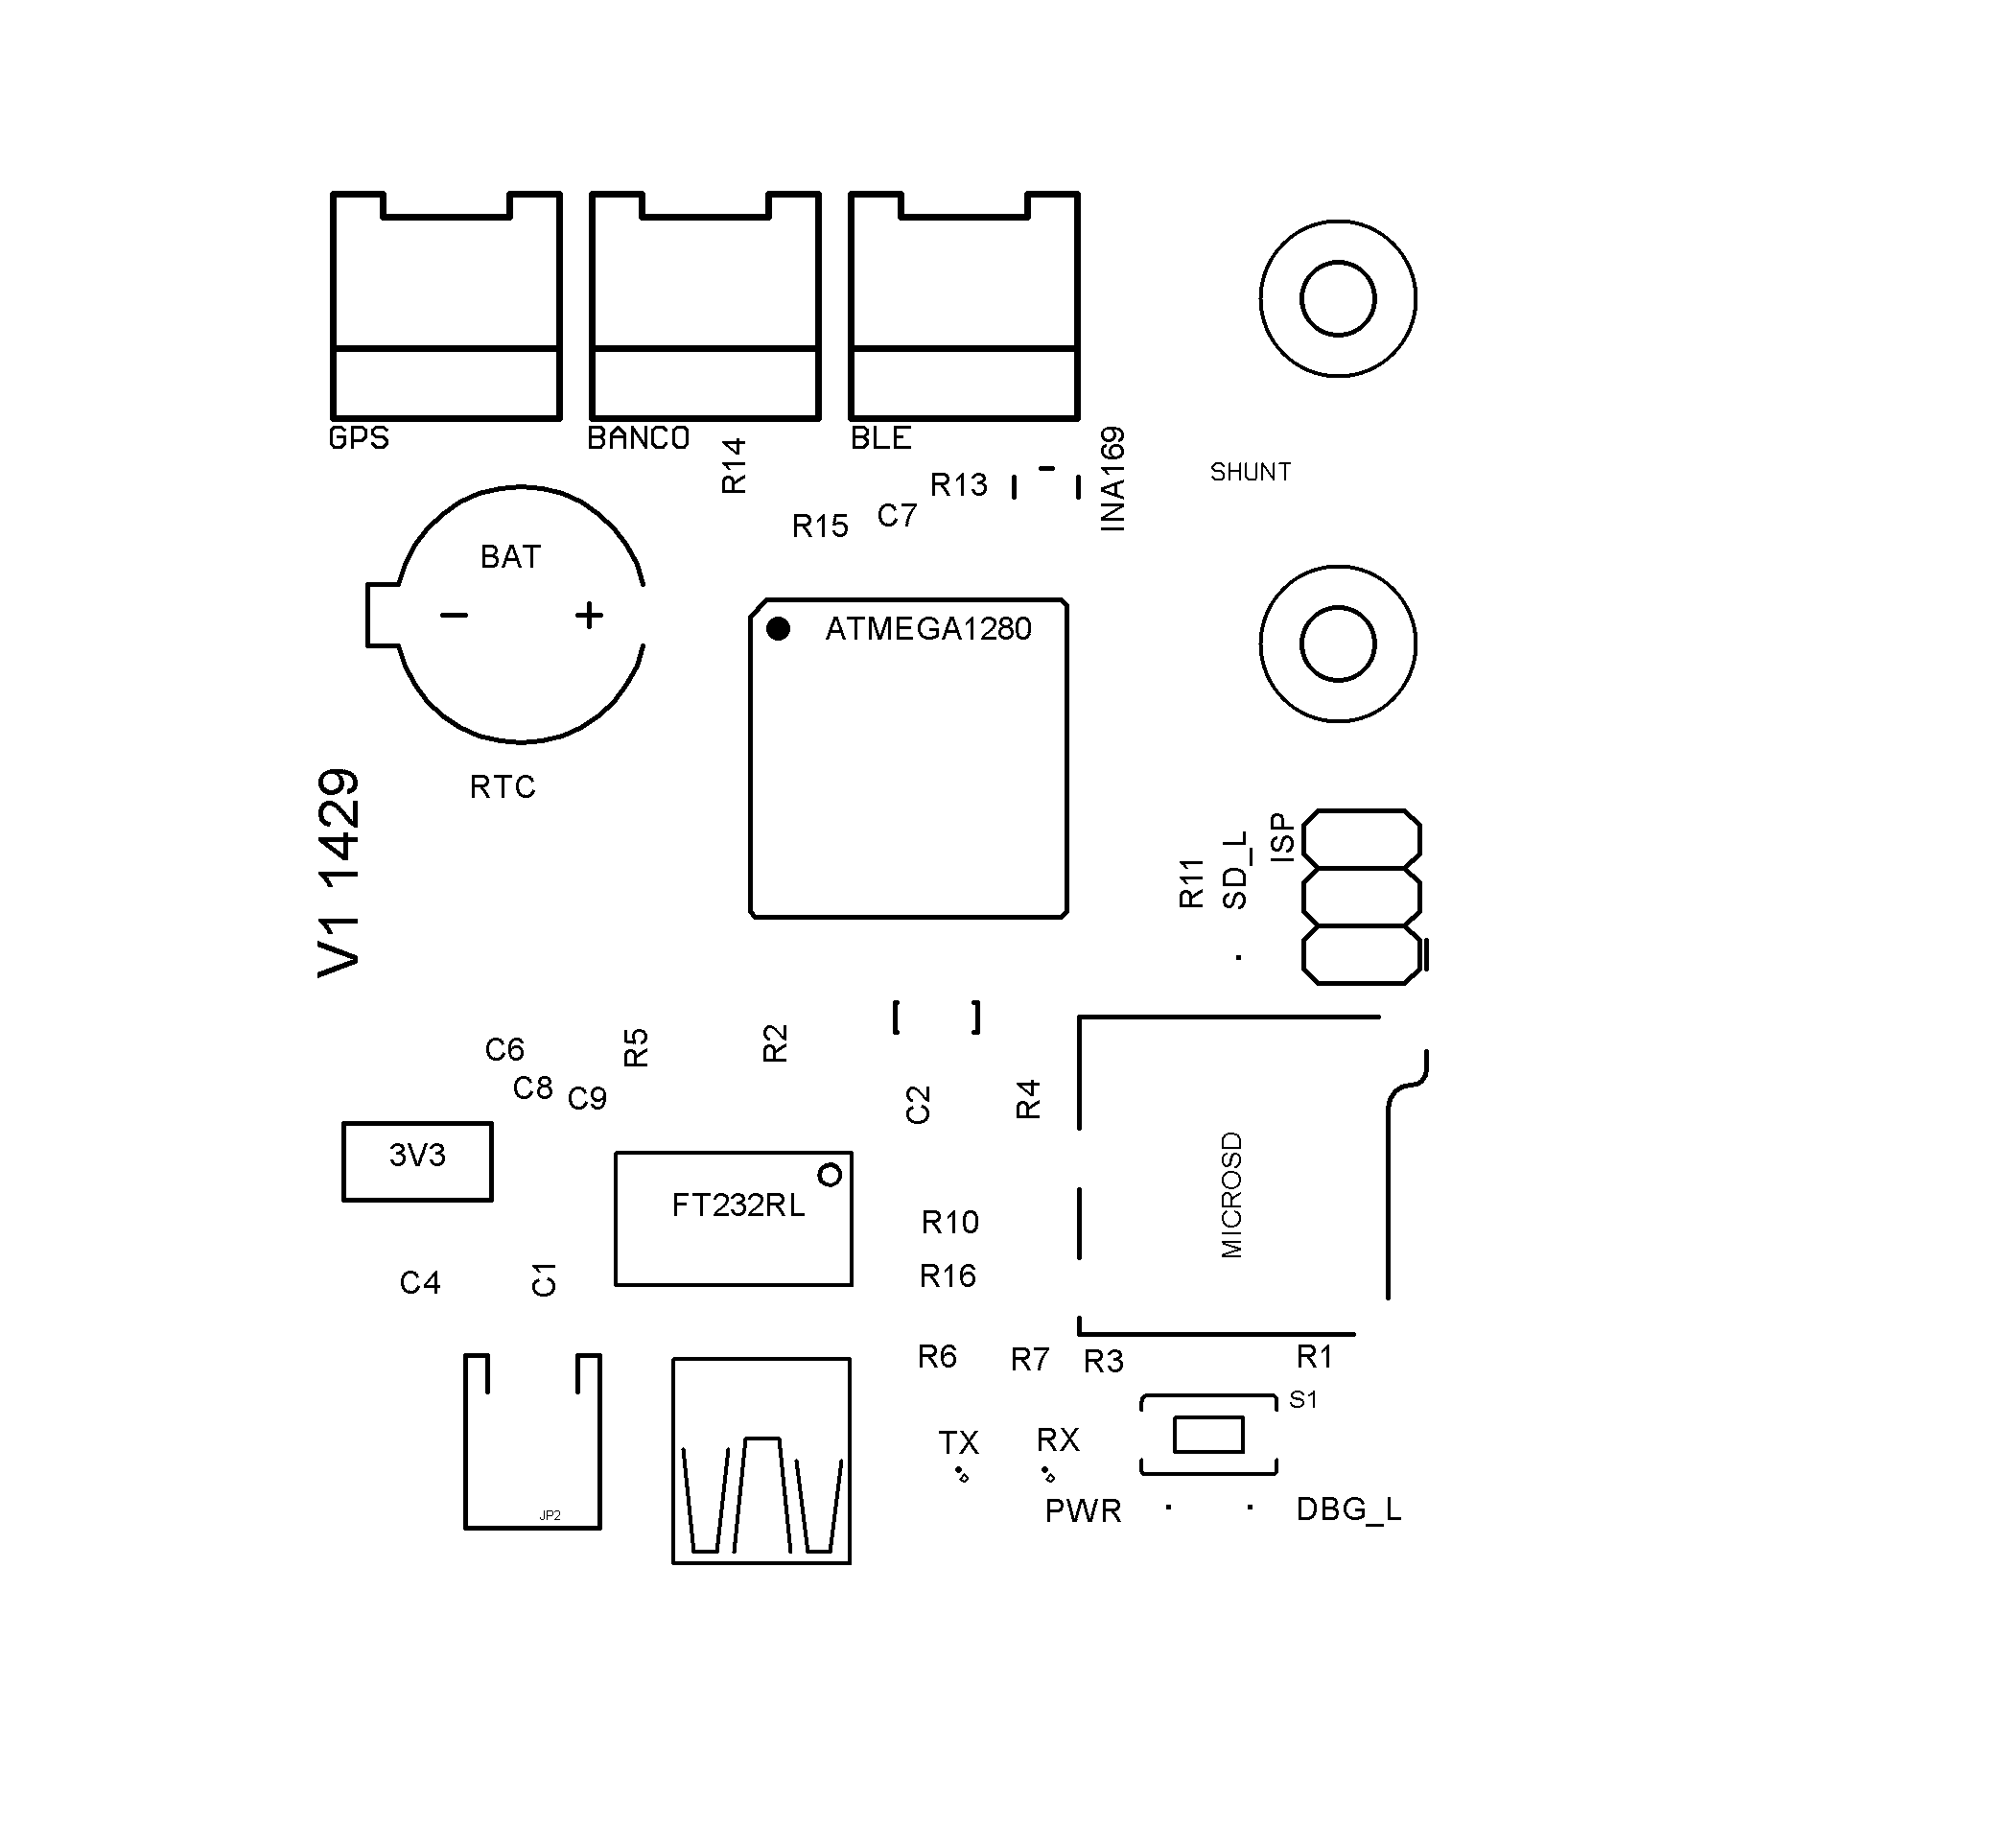 GPS
BANCO
BLE
R14
R13
INA169
SHUNT
R15
C7
BAT
- +
ATMEGA1280
RTC
V1 1429
R11
SD_L
ISP
C6
R5
R2
C8
C9
C2
R4
3V3
MICROSD
FT232RL
R10
C4
C1
R16
R6
R7
R3
R1
S1
TX
RX
JP2
PWR
DBG_L